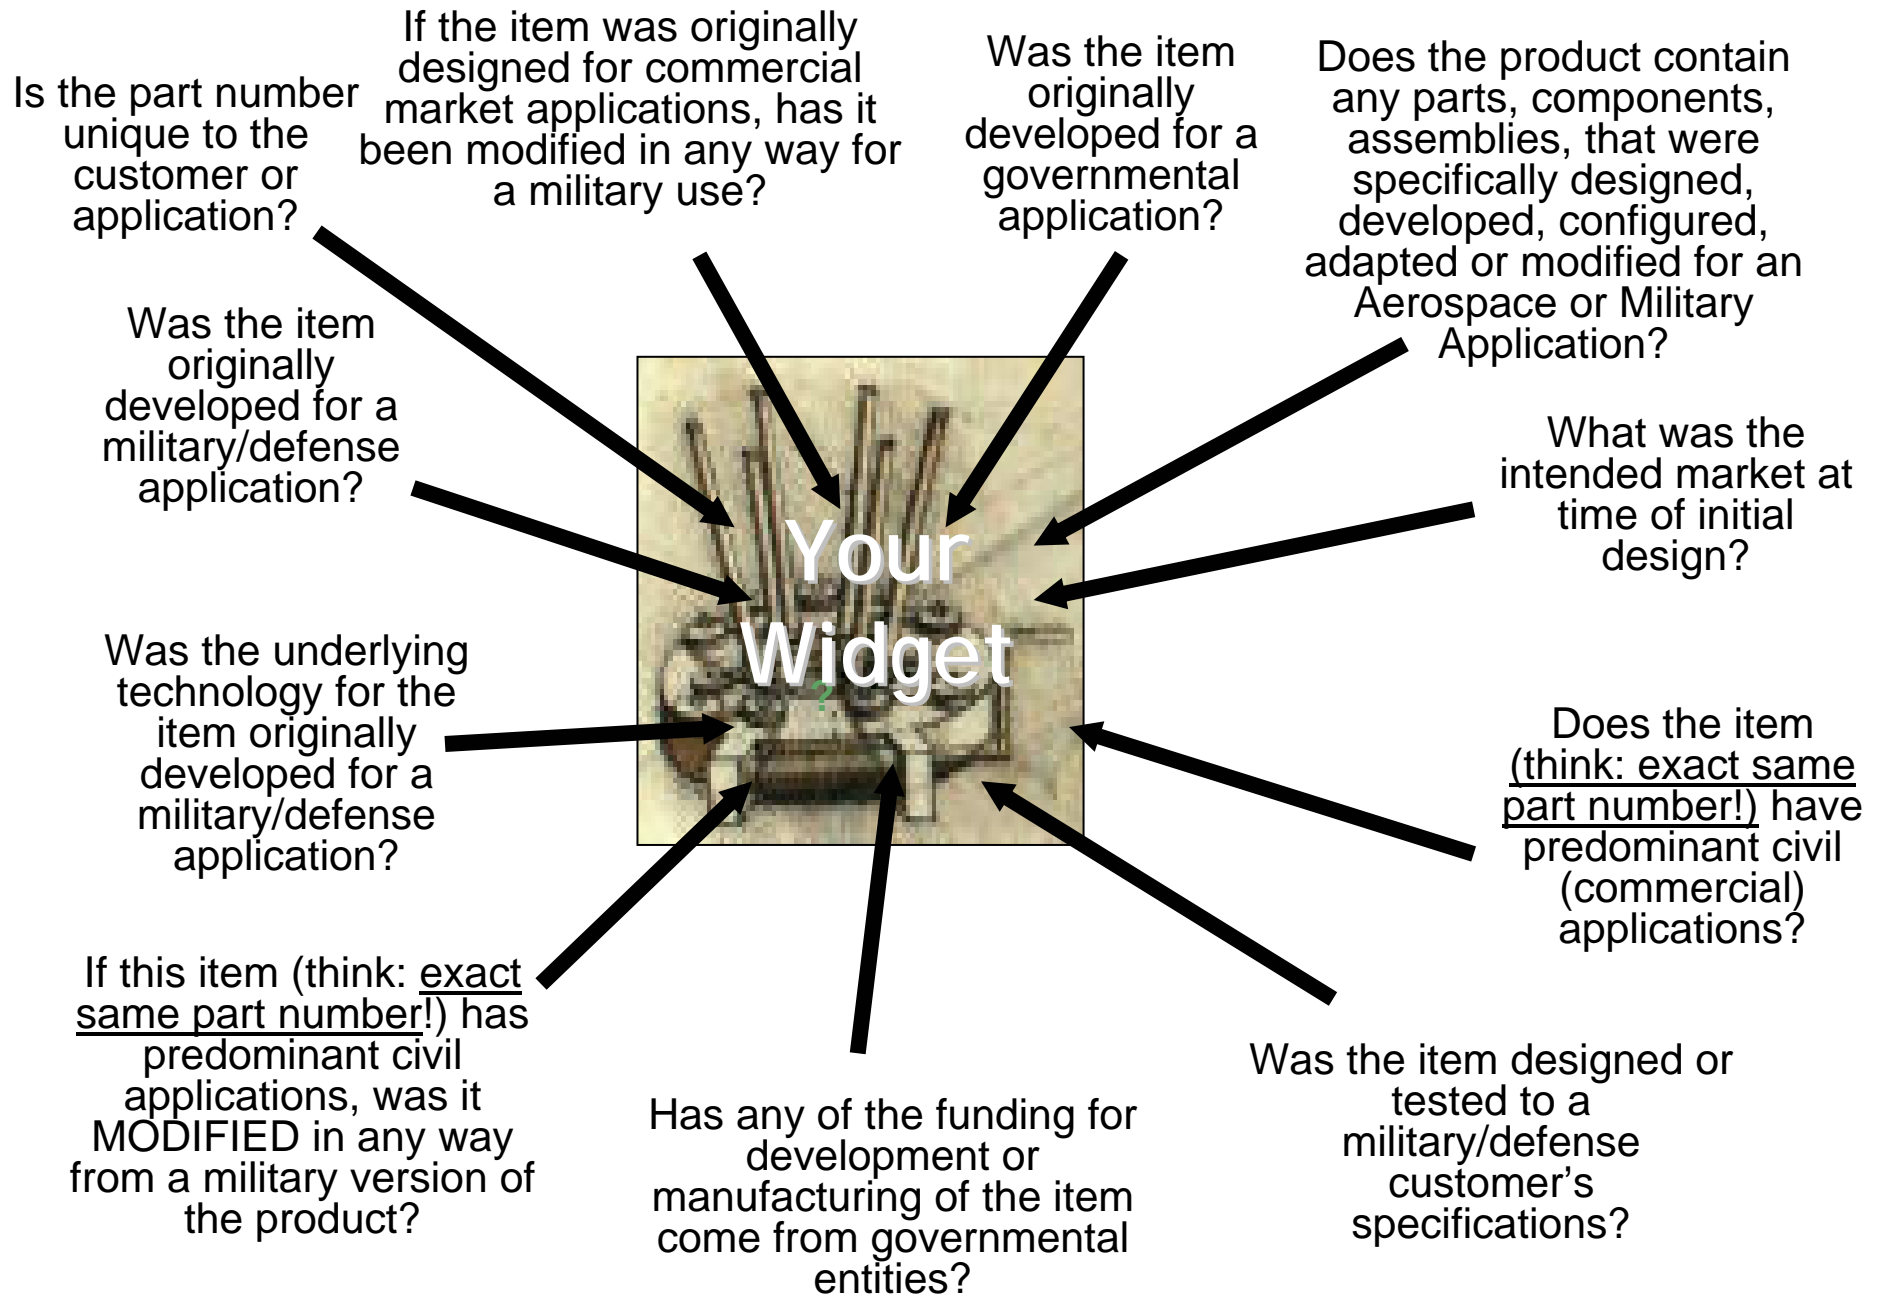 Is the part number
unique to the
customer or
application?
If the item was originally
designed for commercial
market applications, has it
been modified in any way for
a military use?
Was the item
originally
developed for a
governmental
application?
Does the product contain
any parts, components,
assemblies, that were
specifically designed,
developed, configured,
adapted or modified for an
Aerospace or Military
Application?
Was the item
originally
developed for a
military/defense
application?
What was the
intended market at
time of initial
design?
Your
Widget
?
Was the underlying
technology for the
item originally
developed for a
military/defense
application?
Does the item
(think: exact same
part number!) have
predominant civil
(commercial)
applications?
If this item (think: exact
same part number!) has
predominant civil
applications, was it
MODIFIED in any way
from a military version of
the product?
Has any of the funding for
development or
manufacturing of the item
come from governmental
entities?
Was the item designed or
tested to a
military/defense
customer’s
specifications?